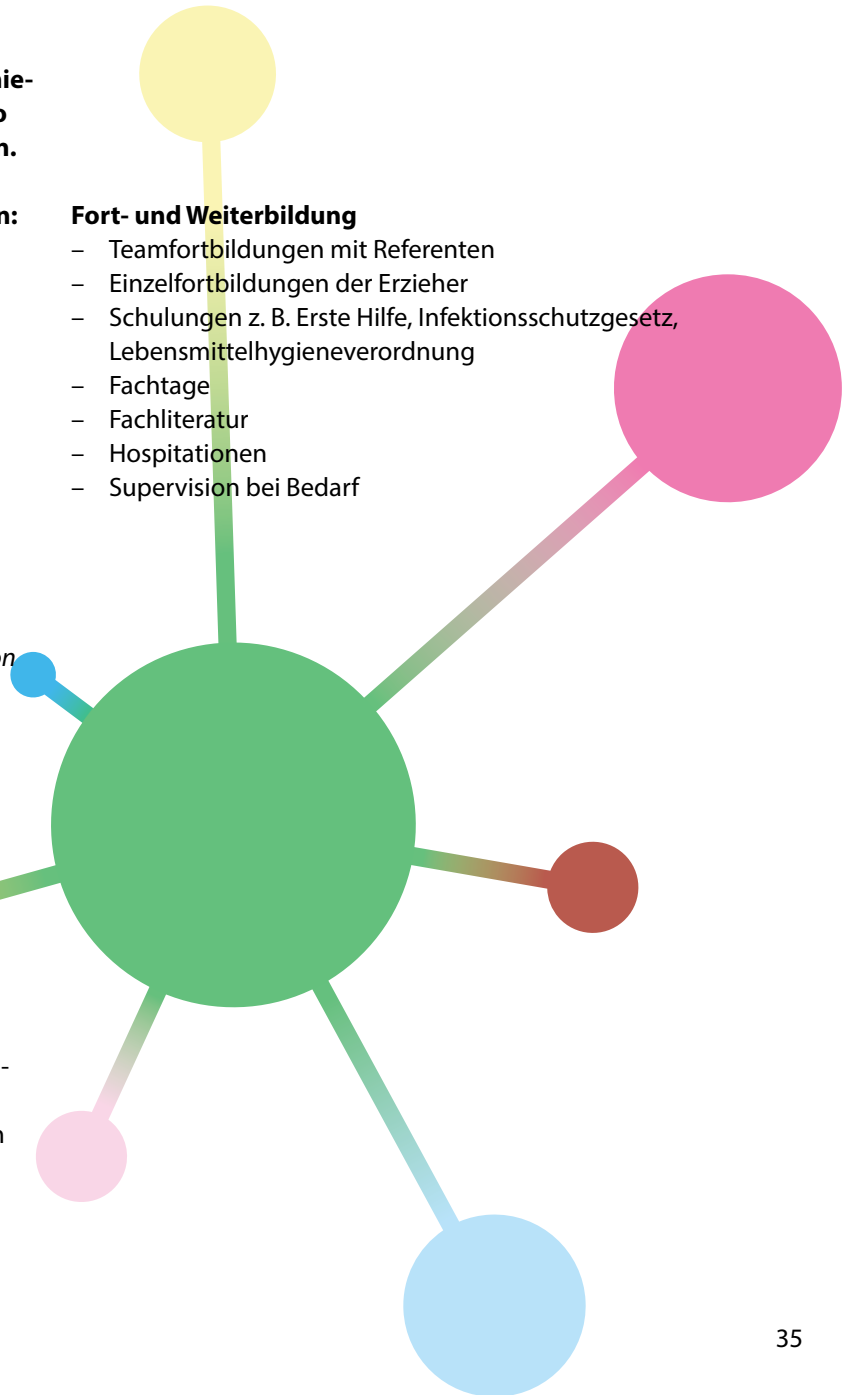 Fort- und Weiterbildung
– Teamfortbildungen mit Referenten
– Einzelfortbildungen der Erzieher
– Schulungen z. B. Erste Hilfe, Infektionsschutzgesetz,
Lebensmittelhygieneverordnung
– Fachtage
– Fachliteratur
– Hospitationen
– Supervision bei Bedarf
35